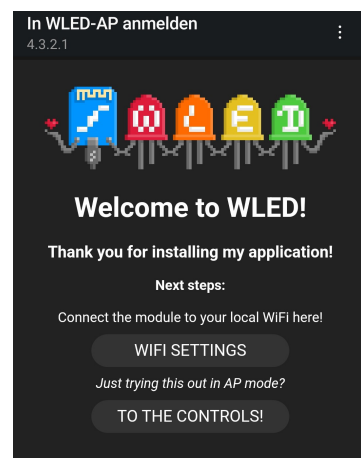 In WLED-AP anmelden
4.3.2.1
WLED
Welcome to WLED!
Thank you for installing my application!
Next steps:
Connect the module to your local WiFi here!
WIFI SETTINGS
Just trying this out in AP mode?
TO THE CONTROLS!